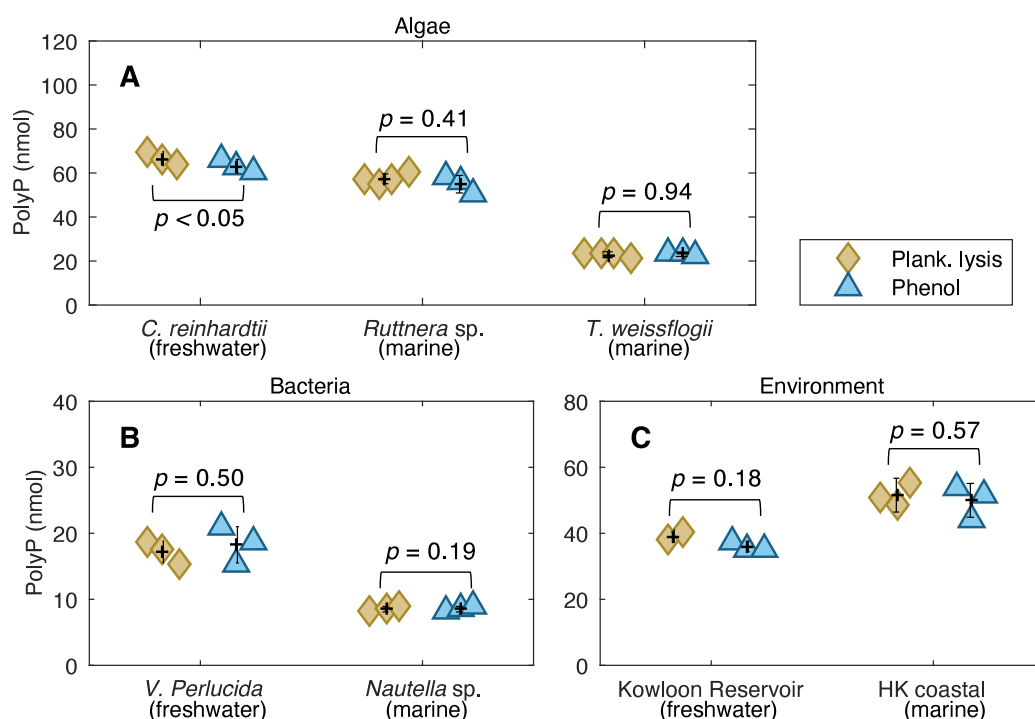 Algae
A
PolyP (nmol)
120
100
80
60
40
20
0
p < 0.05
p = 0.41
p = 0.94
C. reinhardtii
(freshwater)
Ruttnera sp.
(marine)
T. weissflogii
(marine)
Plank. lysis
Phenol
Bacteria
B
PolyP (nmol)
40
30
20
10
0
p = 0.50
p = 0.19
V. Perlucida
(freshwater)
Nautella sp.
(marine)
Environment
C
80
60
40
20
0
p = 0.18
p = 0.57
Kowloon Reservoir
(freshwater)
HK coastal
(marine)